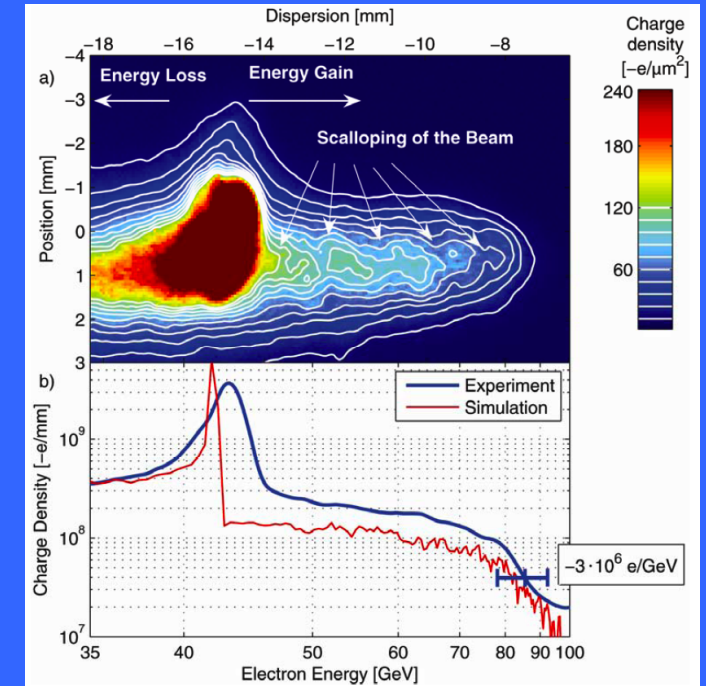 Dispersion [mm]
−18 −16 −14 −12 −10 −8
Charge
density
[−e/μm²]
a)
Energy Loss
Energy Gain
Scalloping of the Beam
Position [mm]
−4
−3
−2
−1
0
1
2
3
240
180
120
60
b)
Experiment
Simulation
Charge Density [−e/mm]
10⁹
10⁸
10⁷
−3·10⁶ e/GeV
35 40 50 60 70 80 90 100
Electron Energy [GeV]